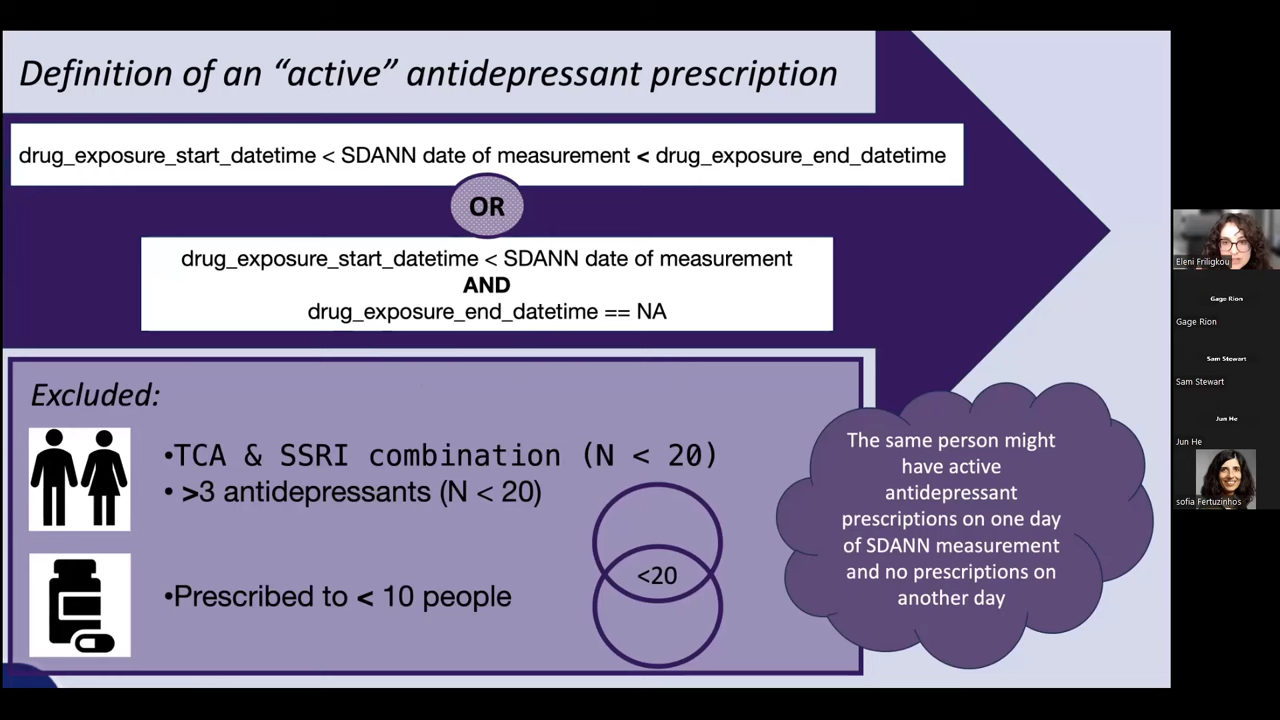 Definition of an “active” antidepressant prescription
drug_exposure_start_datetime < SDANN date of measurement < drug_exposure_end_datetime
OR
drug_exposure_start_datetime < SDANN date of measurement
AND
drug_exposure_end_datetime == NA
Excluded:
•TCA & SSRI combination (N < 20)
• >3 antidepressants (N < 20)
<20
•Prescribed to < 10 people
The same person might
have active
antidepressant
prescriptions on one day
of SDANN measurement
and no prescriptions on
another day
Eleni Friligkou
Gage Rion
Gage Rion
Sam Stewart
Sam Stewart
Jun He
Jun He
sofia Fertuzinhos